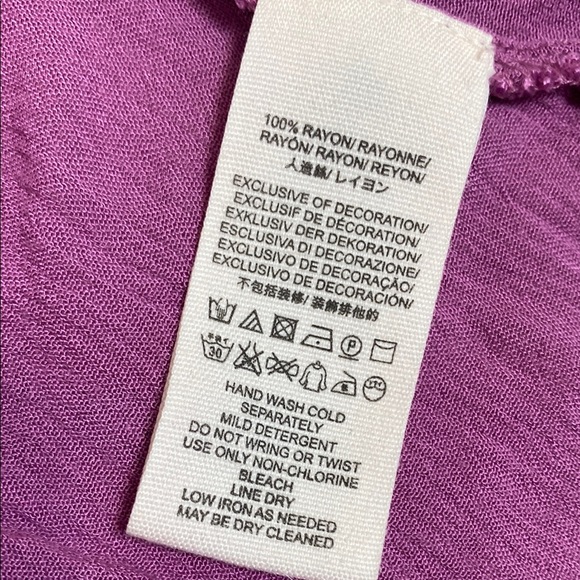 100% RAYON/ RAYONNE/
RAYÓN/ RAYON/ REYON/
人造絲/ レイヨン
EXCLUSIVE OF DECORATION/
EXCLUSIF DE DÉCORATION/
EXKLUSIV DER DEKORATION/
ESCLUSIVA DI DECORAZIONE/
EXCLUSIVO DE DECORAÇÃO/
EXCLUSIVO DE DECORACIÓN/
不包括装修/ 装飾排他的
P
30
HAND WASH COLD
SEPARATELY
MILD DETERGENT
DO NOT WRING OR TWIST
USE ONLY NON-CHLORINE
BLEACH
LINE DRY
LOW IRON AS NEEDED
MAY BE DRY CLEANED